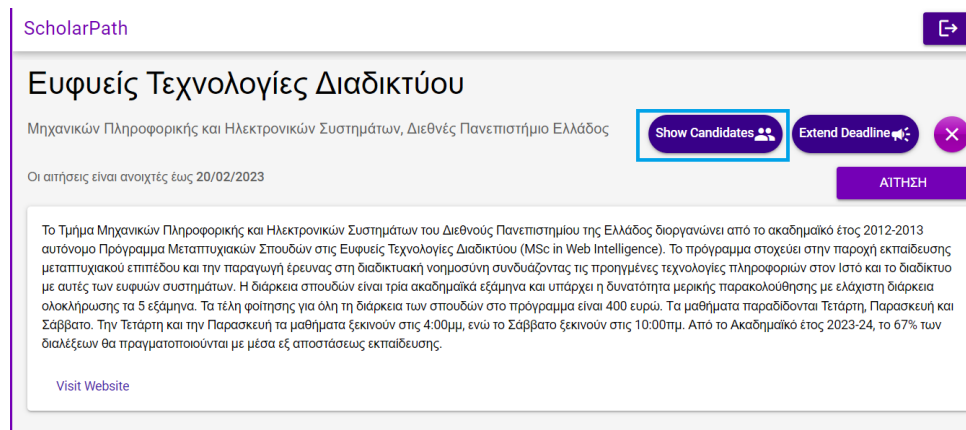 ScholarPath
Ευφυείς Τεχνολογίες Διαδικτύου
Μηχανικών Πληροφορικής και Ηλεκτρονικών Συστημάτων, Διεθνές Πανεπιστήμιο Ελλάδος
Show Candidates
Extend Deadline
Οι αιτήσεις είναι ανοιχτές έως 20/02/2023
ΑΊΤΗΣΗ
Το Τμήμα Μηχανικών Πληροφορικής και Ηλεκτρονικών Συστημάτων του Διεθνούς Πανεπιστημίου της Ελλάδος διοργανώνει από το ακαδημαϊκό έτος 2012-2013
αυτόνομο Πρόγραμμα Μεταπτυχιακών Σπουδών στις Ευφυείς Τεχνολογίες Διαδικτύου (MSc in Web Intelligence). Το πρόγραμμα στοχεύει στην παροχή εκπαίδευσης
μεταπτυχιακού επιπέδου και την παραγωγή έρευνας στη διαδικτυακή νοημοσύνη συνδυάζοντας τις προηγμένες τεχνολογίες πληροφοριών στον Ιστό και το διαδίκτυο
με αυτές των ευφυών συστημάτων. Η διάρκεια σπουδών είναι τρία ακαδημαϊκά εξάμηνα και υπάρχει η δυνατότητα μερικής παρακολούθησης με ελάχιστη διάρκεια
ολοκλήρωσης τα 5 εξάμηνα. Τα τέλη φοίτησης για όλη τη διάρκεια των σπουδών στο πρόγραμμα είναι 400 ευρώ. Τα μαθήματα παραδίδονται Τετάρτη, Παρασκευή και
Σάββατο. Την Τετάρτη και την Παρασκευή τα μαθήματα ξεκινούν στις 4:00μμ, ενώ το Σάββατο ξεκινούν στις 10:00πμ. Από το Ακαδημαϊκό έτος 2023-24, το 67% των
διαλέξεων θα πραγματοποιούνται με μέσα εξ αποστάσεως εκπαίδευσης.
Visit Website